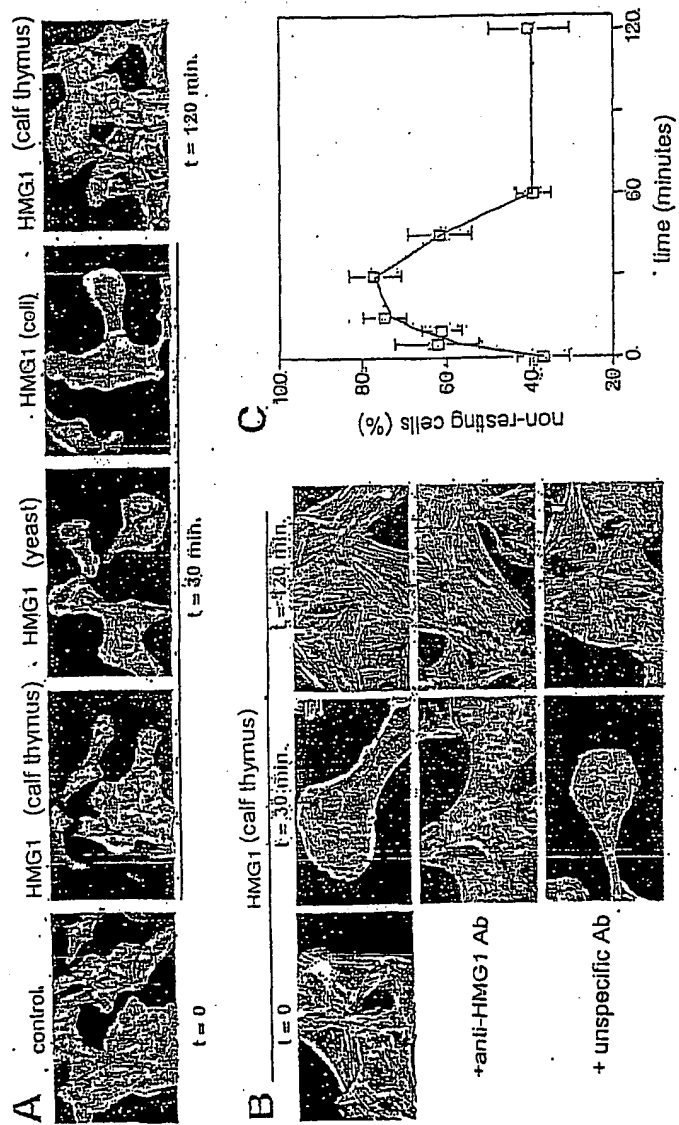 A
control
HMG1 (calf thymus)
HMG1 (yeast)
HMG1 (coli)
HMG1 (calf thymus)
t = 0
t = 30 min.
t = 120 min.
B
HMG1 (calf thymus)
t = 0
t = 30 min.
t = 120 min.
+anti-HMG1 Ab
+ unspecific Ab
C
non-resting cells (%)
100
80
60
40
20
0
60
120
time (minutes)